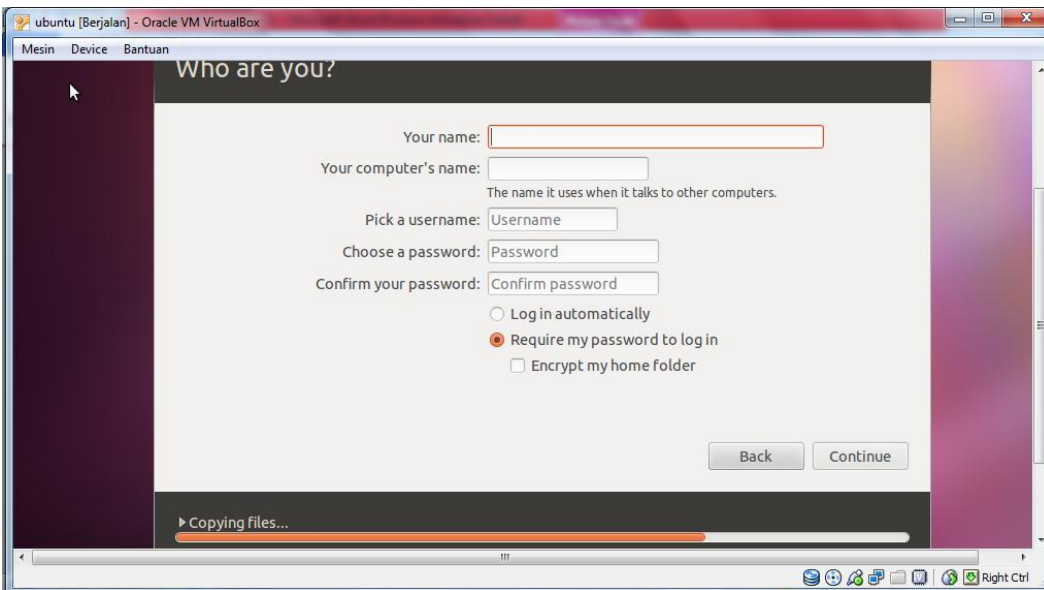 ubuntu [Berjalan] - Oracle VM VirtualBox
Mesin Device Bantuan
Who are you?
Your name:
Your computer's name:
The name it uses when it talks to other computers.
Pick a username: Username
Choose a password: Password
Confirm your password: Confirm password
Log in automatically
Require my password to log in
Encrypt my home folder
Back Continue
Copying files...
Right Ctrl